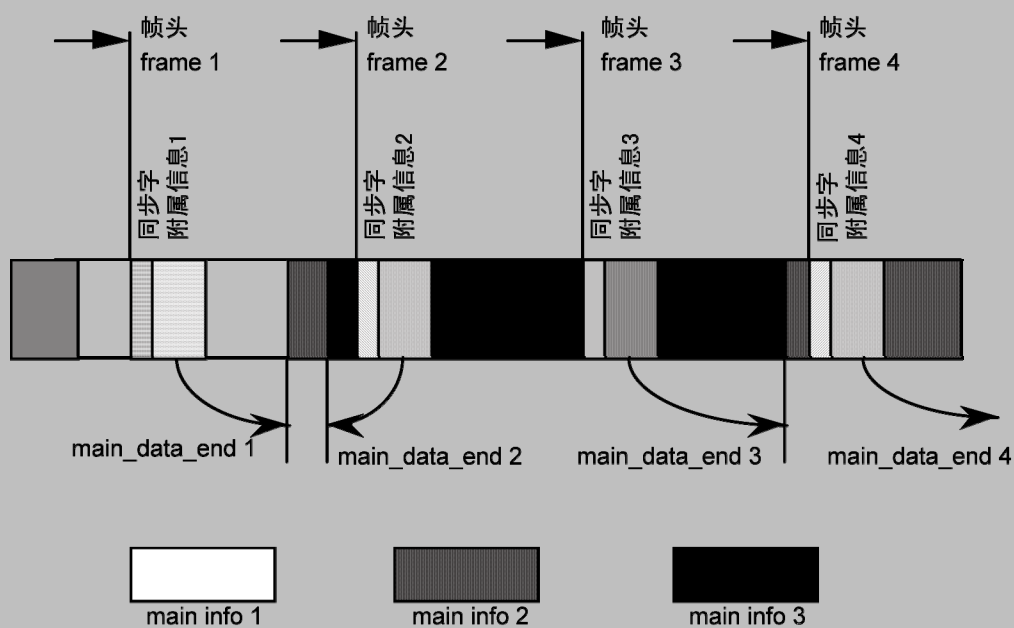 帧头
frame 1
帧头
frame 2
帧头
frame 3
帧头
frame 4
同步字
附属信息1
同步字
附属信息2
同步字
附属信息3
同步字
附属信息4
main_data_end 1
main_data_end 2
main_data_end 3
main_data_end 4
main info 1
main info 2
main info 3